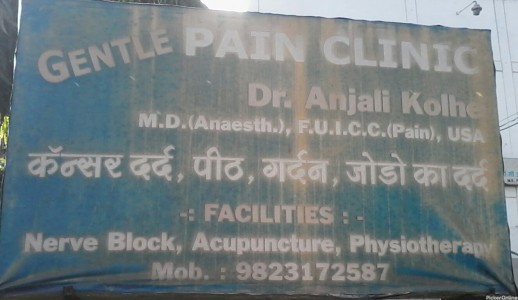 GENTLE PAIN CLINIC
Dr. Anjali Kolhe
M.D.(Anaesth.), F.U.I.C.C.(Pain), USA
कॅन्सर दर्द, पीठ, गर्दन, जोडो का दर्द
-: FACILITIES :-
Nerve Block, Acupuncture, Physiotherapy
Mob. : 9823172587